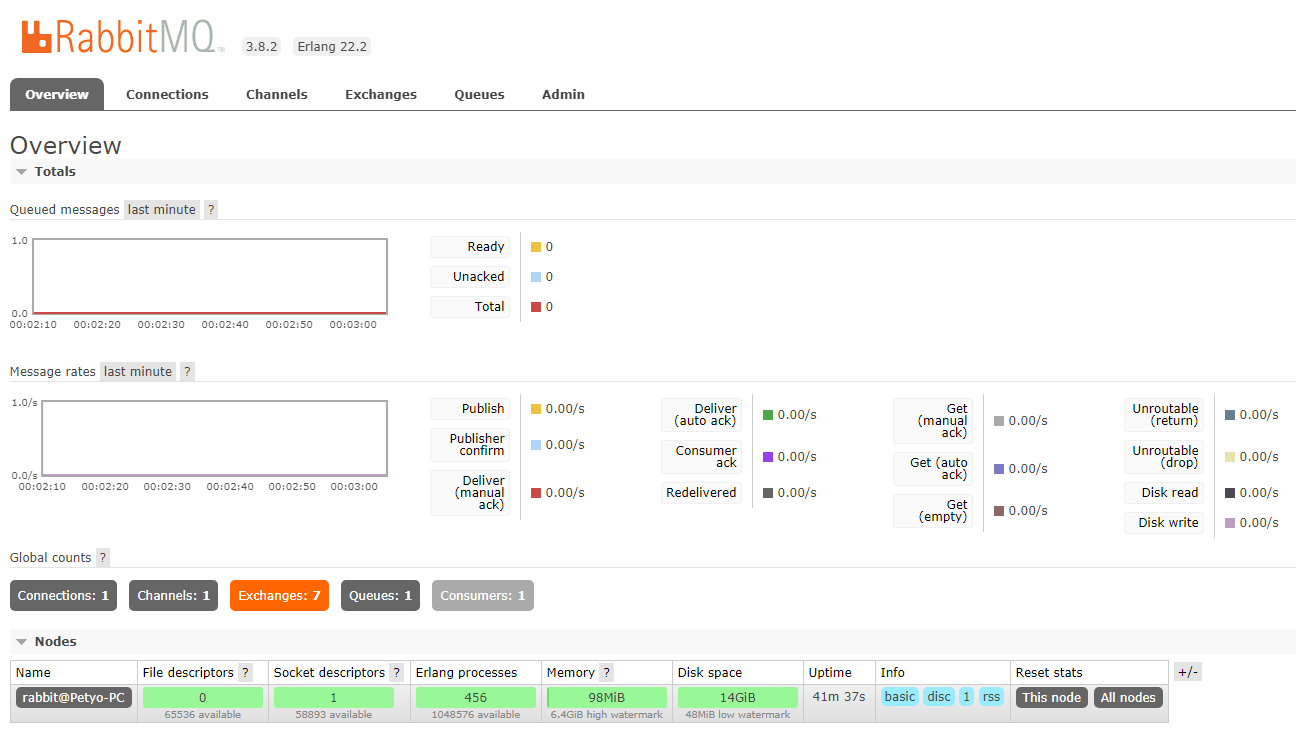 RabbitMQ TM 3.8.2 Erlang 22.2
Overview Connections Channels Exchanges Queues Admin
Overview
Totals
Queued messages last minute ?
1.0
0.0
00:02:10 00:02:20 00:02:30 00:02:40 00:02:50 00:03:00
Ready 0
Unacked 0
Total 0
Message rates last minute ?
1.0/s
0.0/s
00:02:10 00:02:20 00:02:30 00:02:40 00:02:50 00:03:00
Publish 0.00/s
Publisher
confirm 0.00/s
Deliver
(manual
ack) 0.00/s
Deliver
(auto ack) 0.00/s
Consumer
ack 0.00/s
Redelivered 0.00/s
Get
(manual
ack) 0.00/s
Get (auto
ack) 0.00/s
Get
(empty) 0.00/s
Unroutable
(return) 0.00/s
Unroutable
(drop) 0.00/s
Disk read 0.00/s
Disk write 0.00/s
Global counts ?
Connections: 1 Channels: 1 Exchanges: 7 Queues: 1 Consumers: 1
Nodes
Name File descriptors ? Socket descriptors ? Erlang processes Memory ? Disk space Uptime Info Reset stats +/-
rabbit@Petyo-PC 0 1 456 98MiB 14GiB 41m 37s basic disc 1 rss This node All nodes
65536 available 58893 available 1048576 available 6.4GiB high watermark 48MiB low watermark